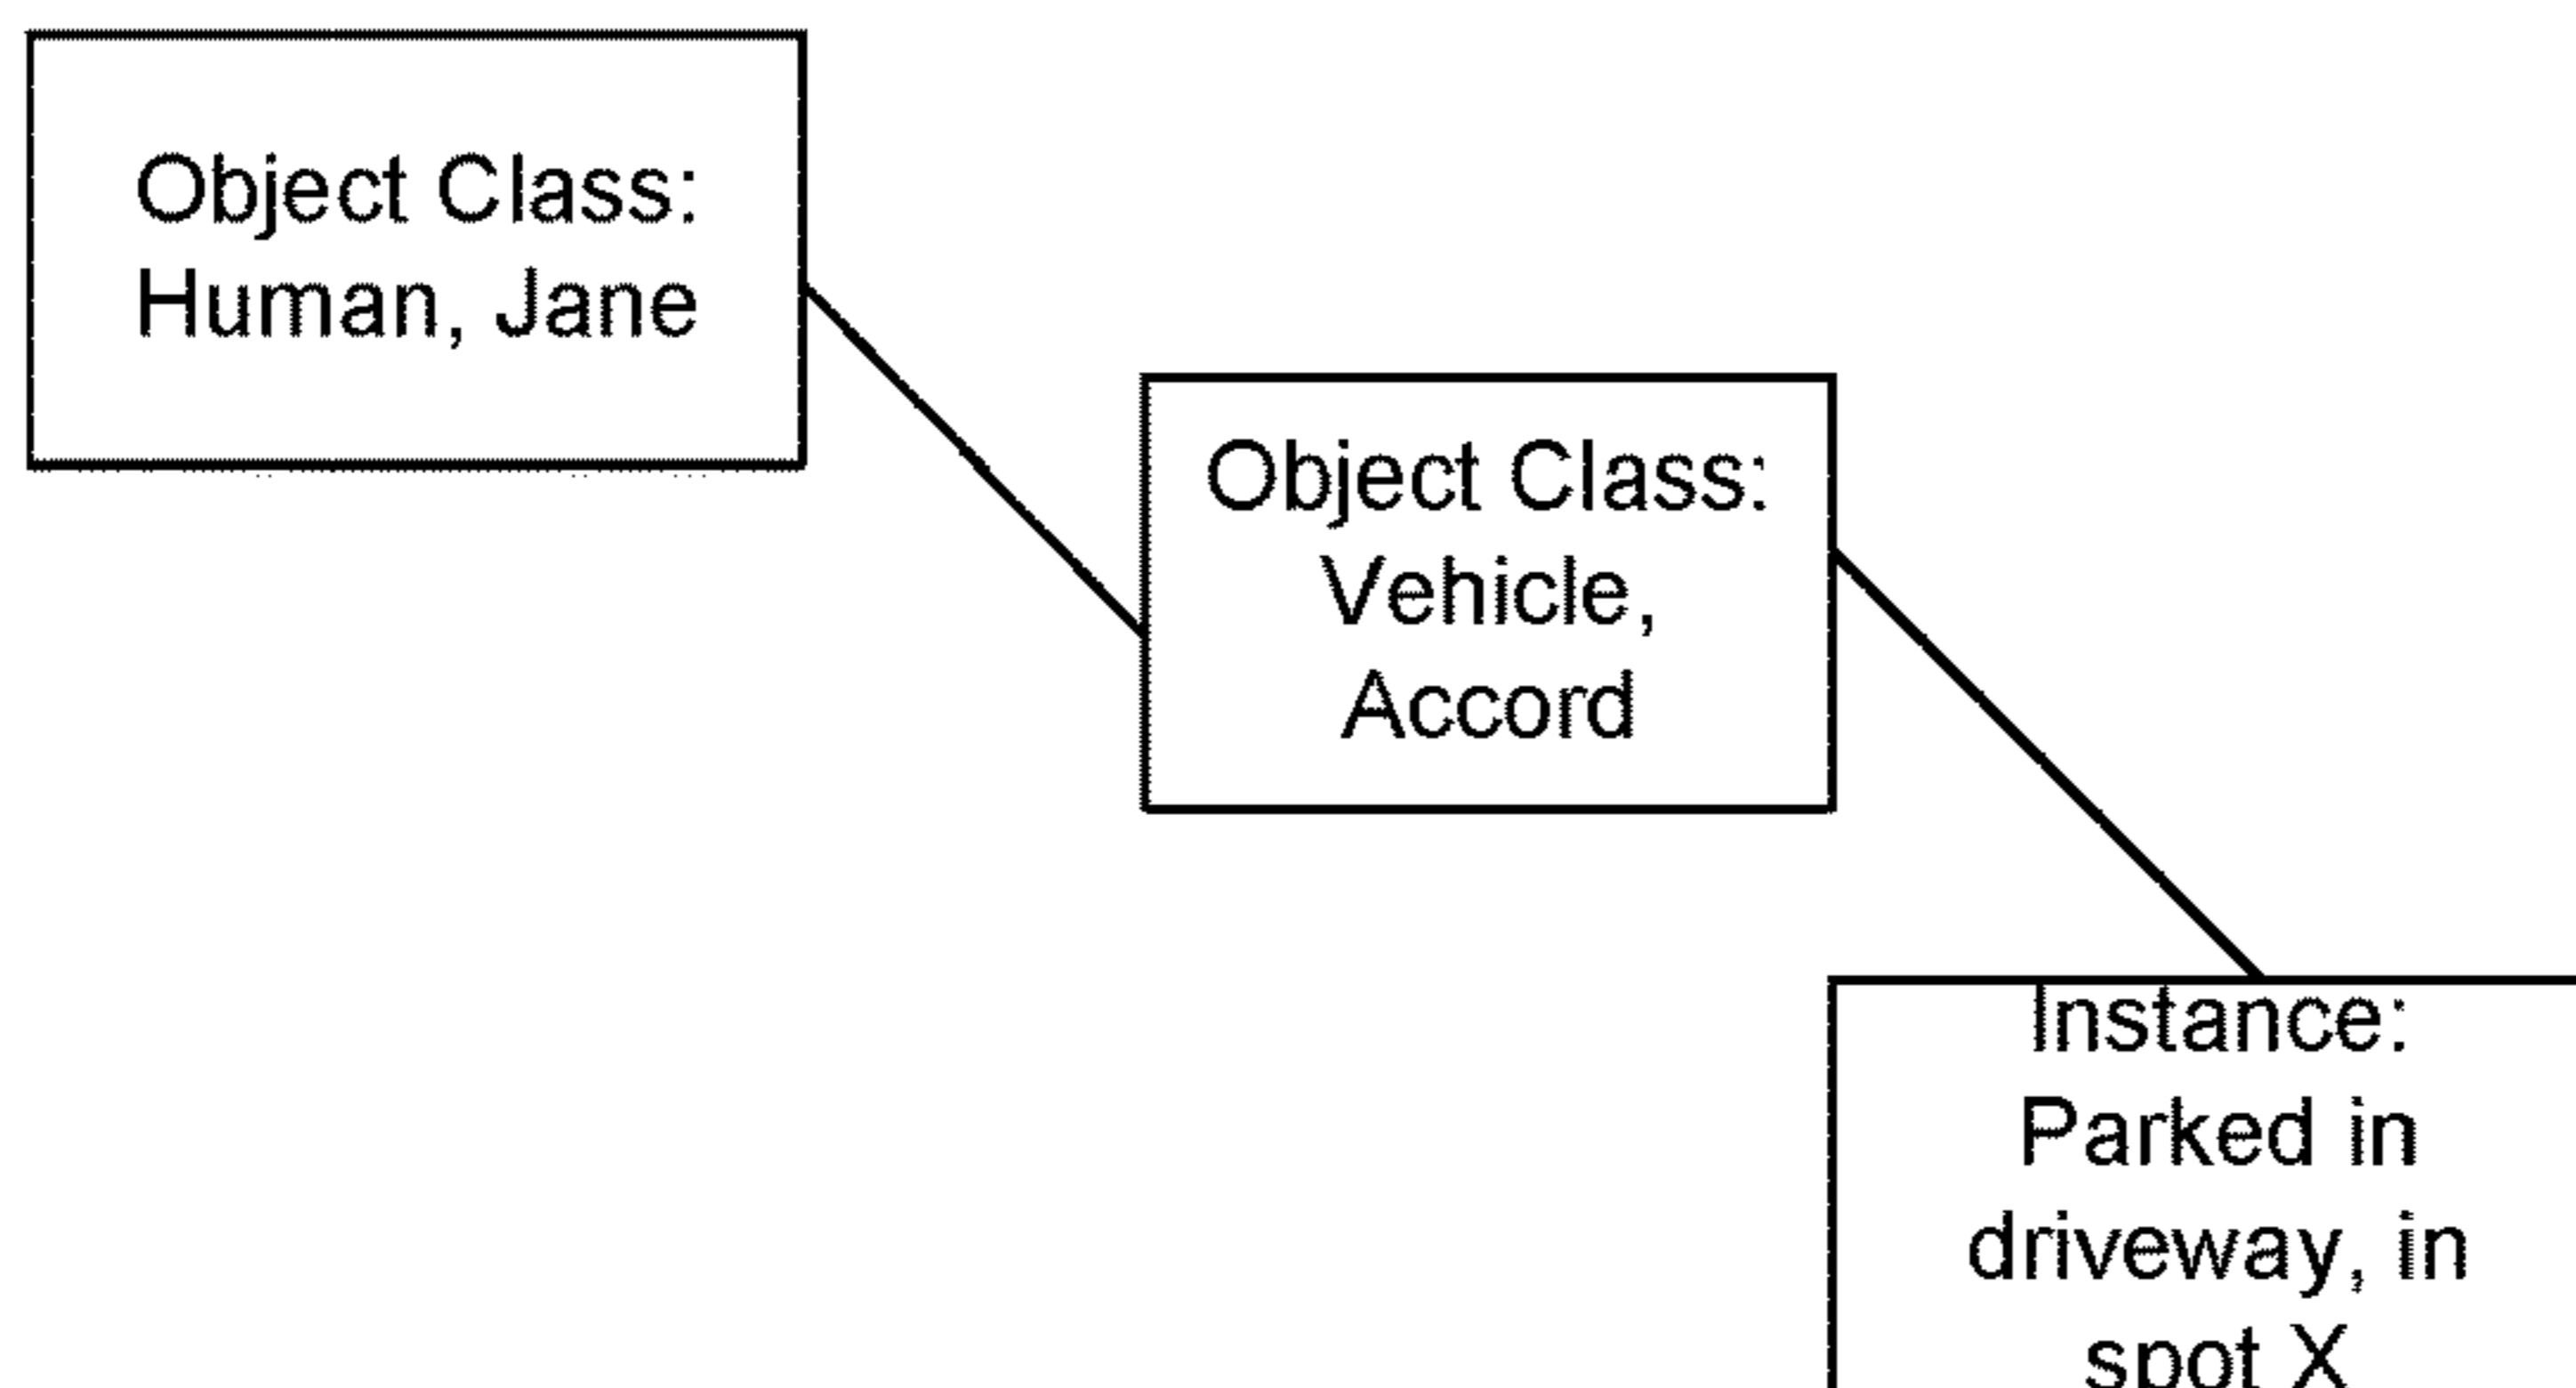 Object Class:
Human, Jane
Object Class:
Vehicle,
Accord
Instance:
Parked in
driveway, in
spot X